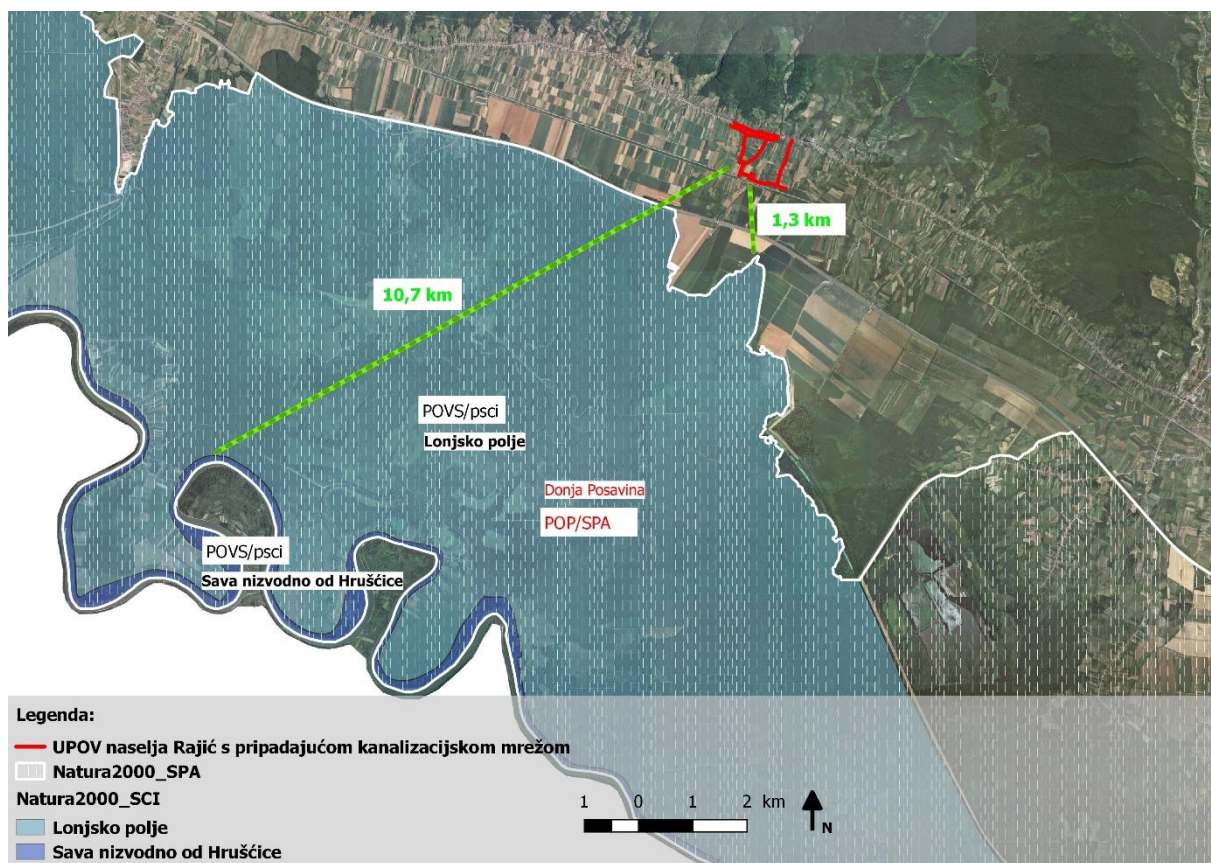 1,3 km
10,7 km
POVS/psci
Lonjsko polje
Donja Posavina
POP/SPA
POVS/psci
Sava nizvodno od Hrušćice
Legenda:
UPOV naselja Rajić s pripadajućom kanalizacijskom mrežom
Natura2000_SPA
Natura2000_SCI
Lonjsko polje
Sava nizvodno od Hrušćice
1 0 1 2 km
N